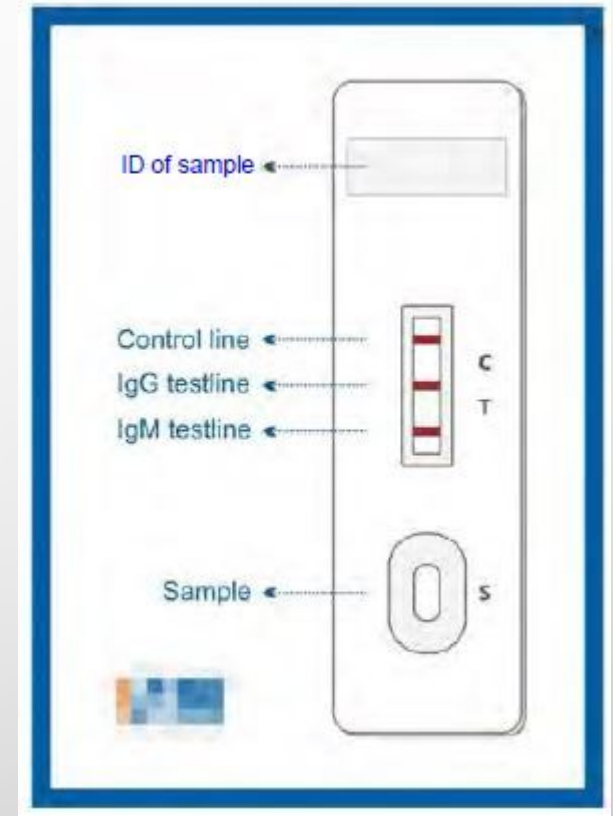 ID of sample
Control line
C
IgG testline
T
IgM testline
Sample
S